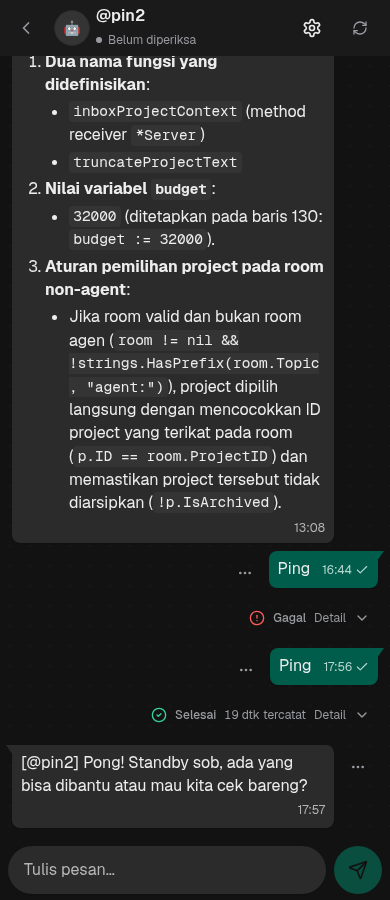 @pin2
Belum diperiksa
1. Dua nama fungsi yang
didefinisikan:
• inboxProjectContext (method
receiver *Server)
• truncateProjectText
2. Nilai variabel budget:
• 32000 (ditetapkan pada baris 130:
budget := 32000).
3. Aturan pemilihan project pada room
non-agent:
• Jika room valid dan bukan room
agen (room != nil &&
!strings.HasPrefix(room.Topic
, "agent:")), project dipilih
langsung dengan mencocokkan ID
project yang terikat pada room
(p.ID == room.ProjectID) dan
memastikan project tersebut tidak
diarsipkan (!p.IsArchived).
13:08
Ping 16:44
Gagal Detail
Ping 17:56
Selesai 19 dtk tercatat Detail
[@pin2] Pong! Standby sob, ada yang
bisa dibantu atau mau kita cek bareng?
17:57
Tulis pesan...